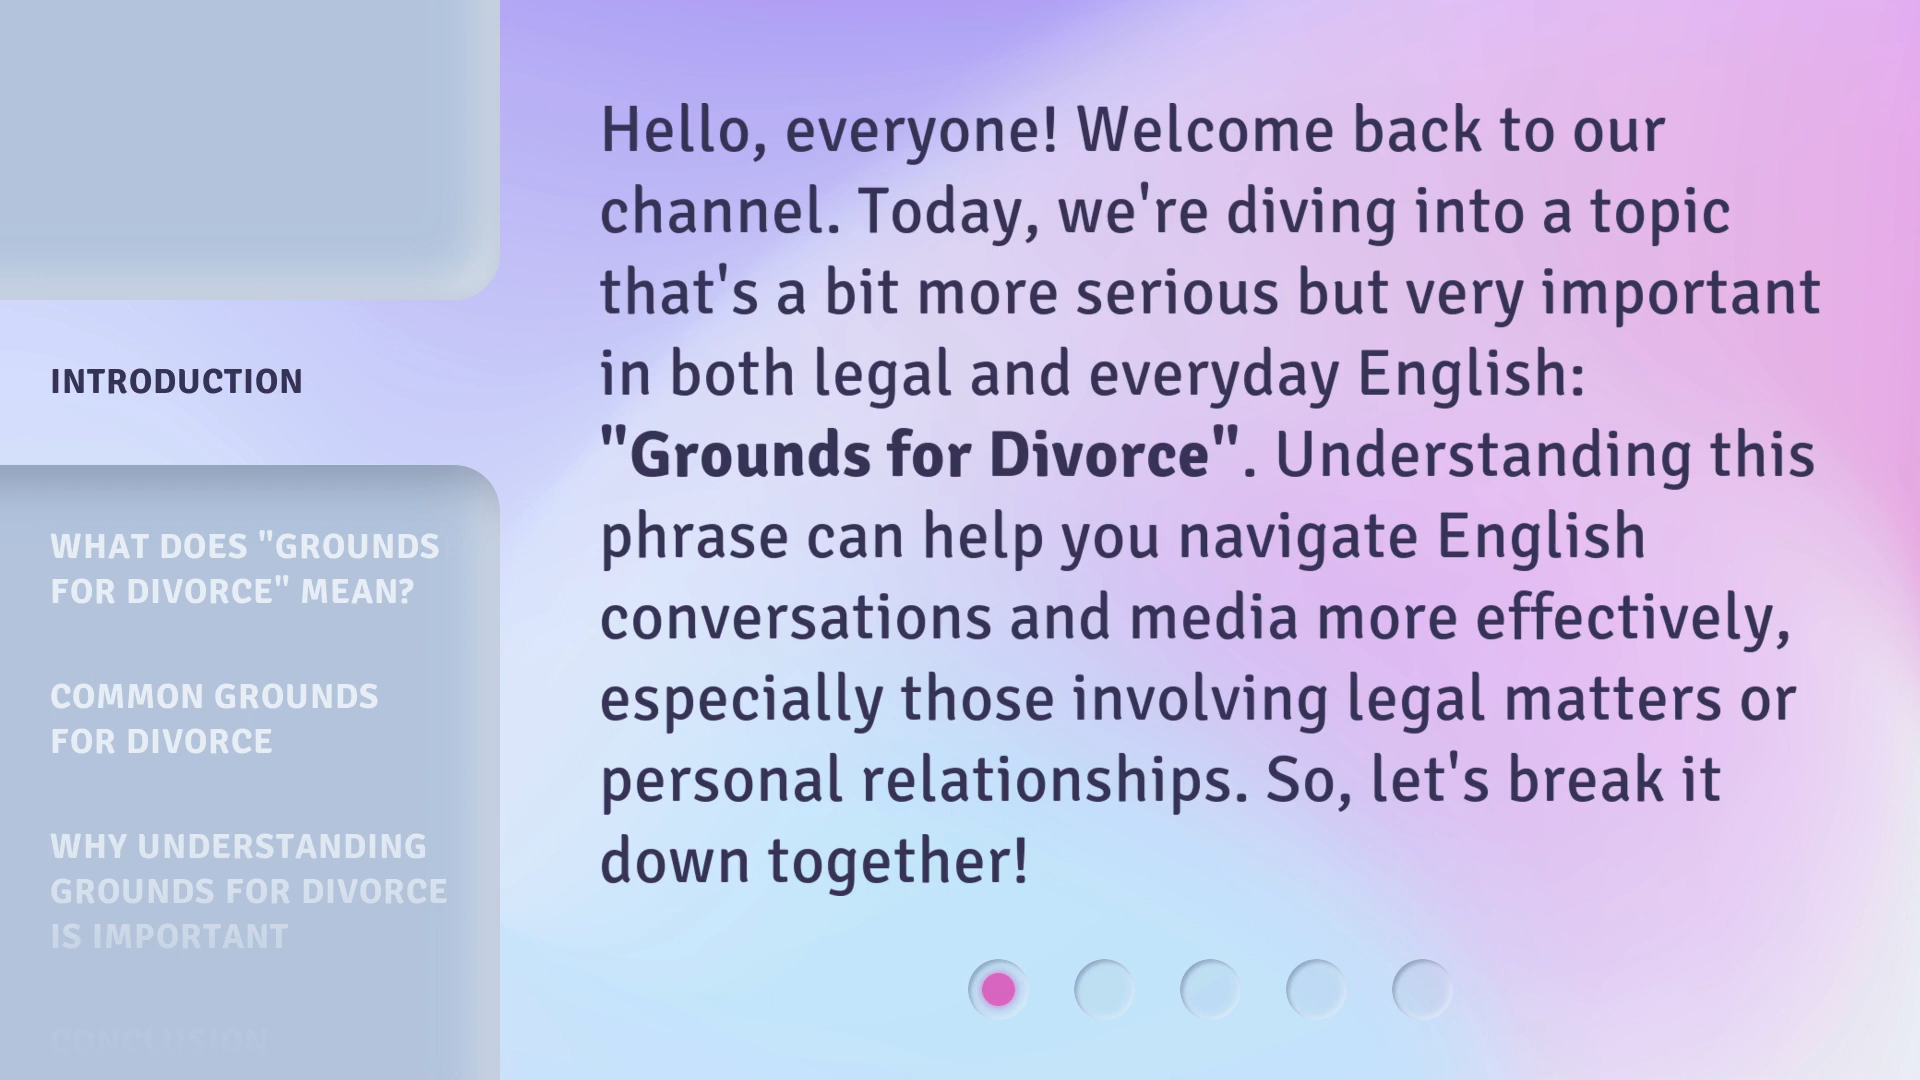 INTRODUCTION
WHAT DOES "GROUNDS
FOR DIVORCE" MEAN?
COMMON GROUNDS
FOR DIVORCE
WHY UNDERSTANDING
GROUNDS FOR DIVORCE
IS IMPORTANT
CONCLUSION
Hello, everyone! Welcome back to our
channel. Today, we're diving into a topic
that's a bit more serious but very important
in both legal and everyday English:
"Grounds for Divorce". Understanding this
phrase can help you navigate English
conversations and media more effectively,
especially those involving legal matters or
personal relationships. So, let's break it
down together!